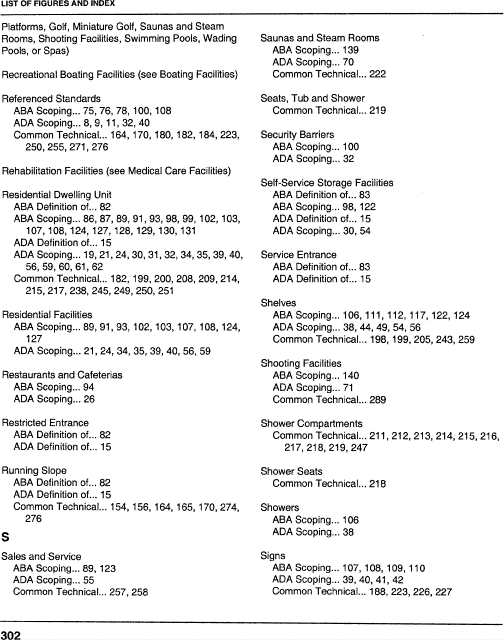 LIST OF FIGURES AND INDEX
Platforms, Golf, Miniature Golf, Saunas and Steam
Rooms, Shooting Facilities, Swimming Pools, Wading
Pools, or Spas)
Recreational Boating Facilities (see Boating Facilities)
Referenced Standards
ABA Scoping... 75, 76, 78, 100, 108
ADA Scoping... 8, 9, 11, 32, 40
Common Technical... 164, 170, 180, 182, 184, 223,
250, 255, 271, 276
Rehabilitation Facilities (see Medical Care Facilities)
Residential Dwelling Unit
ABA Definition of... 82
ABA Scoping... 86, 87, 89, 91, 93, 98, 99, 102, 103,
107, 108, 124, 127, 128, 129, 130, 131
ADA Definition of... 15
ADA Scoping... 19, 21, 24, 30, 31, 32, 34, 35, 39, 40,
56, 59, 60, 61, 62
Common Technical... 182, 199, 200, 208, 209, 214,
215, 217, 238, 245, 249, 250, 251
Residential Facilities
ABA Scoping... 89, 91, 93, 102, 103, 107, 108, 124,
127
ADA Scoping... 21, 24, 34, 35, 39, 40, 56, 59
Restaurants and Cafeterias
ABA Scoping... 94
ADA Scoping... 26
Restricted Entrance
ABA Definition of... 82
ADA Definition of... 15
Running Slope
ABA Definition of... 82
ADA Definition of... 15
Common Technical... 154, 156, 164, 165, 170, 274,
276
S
Sales and Service
ABA Scoping... 89, 123
ADA Scoping... 55
Common Technical... 257, 258
Saunas and Steam Rooms
ABA Scoping... 139
ADA Scoping... 70
Common Technical... 222
Seats, Tub and Shower
Common Technical... 219
Security Barriers
ABA Scoping... 100
ADA Scoping... 32
Self-Service Storage Facilities
ABA Definition of... 83
ABA Scoping... 98, 122
ADA Definition of... 15
ADA Scoping... 30, 54
Service Entrance
ABA Definition of... 83
ADA Definition of... 15
Shelves
ABA Scoping... 106, 111, 112, 117, 122, 124
ADA Scoping... 38, 44, 49, 54, 56
Common Technical... 198, 199, 205, 243, 259
Shooting Facilities
ABA Scoping... 140
ADA Scoping... 71
Common Technical... 289
Shower Compartments
Common Technical... 211, 212, 213, 214, 215, 216,
217, 218, 219, 247
Shower Seats
Common Technical... 218
Showers
ABA Scoping... 106
ADA Scoping... 38
Signs
ABA Scoping... 107, 108, 109, 110
ADA Scoping... 39, 40, 41, 42
Common Technical... 188, 223, 226, 227
302